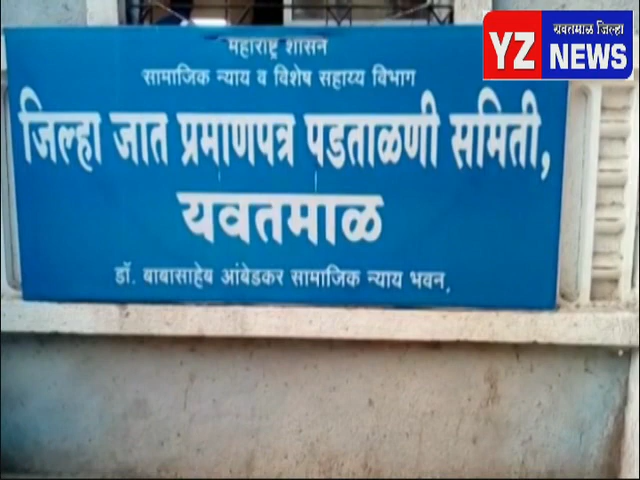 यवतमाळ जिल्हा
YZ NEWS
महाराष्ट्र शासन
सामाजिक न्याय व विशेष सहाय्य विभाग
जिल्हा जात प्रमाणपत्र पडताळणी समिती,
यवतमाळ
डॉ. बाबासाहेब आंबेडकर सामाजिक न्याय भवन,